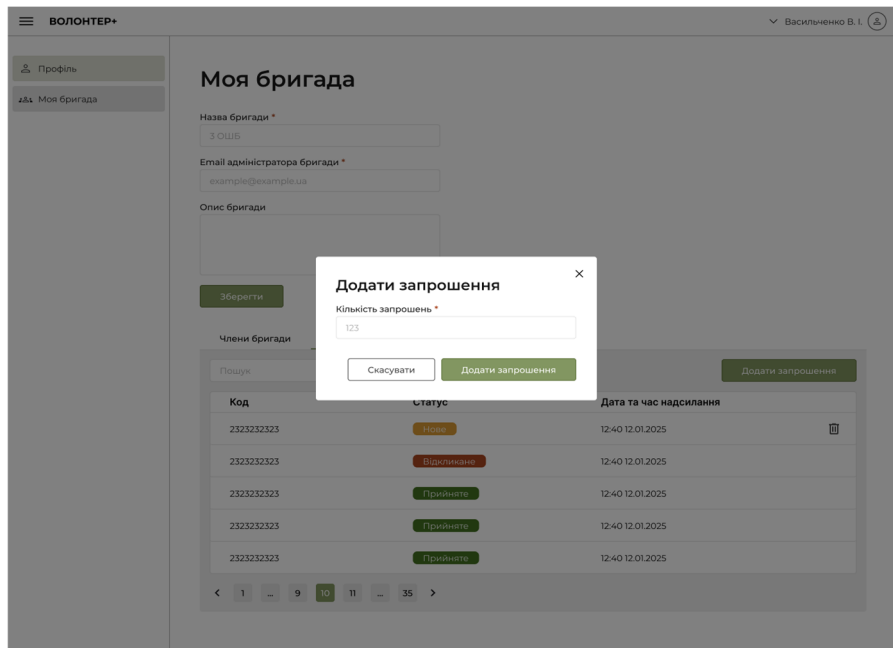 ВОЛОНТЕР+
Васильченко В. І.
Профіль
Моя бригада
Моя бригада
Назва бригади *
3 ОШБ
Email адміністратора бригади *
example@example.ua
Опис бригади
Зберегти
Додати запрошення
Кількість запрошень *
123
Скасувати Додати запрошення
Члени бригади
Пошук Додати запрошення
Код Статус Дата та час надсилання
2323232323 Нове 12:40 12.01.2025
2323232323 Відкликане 12:40 12.01.2025
2323232323 Прийняте 12:40 12.01.2025
2323232323 Прийняте 12:40 12.01.2025
2323232323 Прийняте 12:40 12.01.2025
1 ... 9 10 11 ... 35